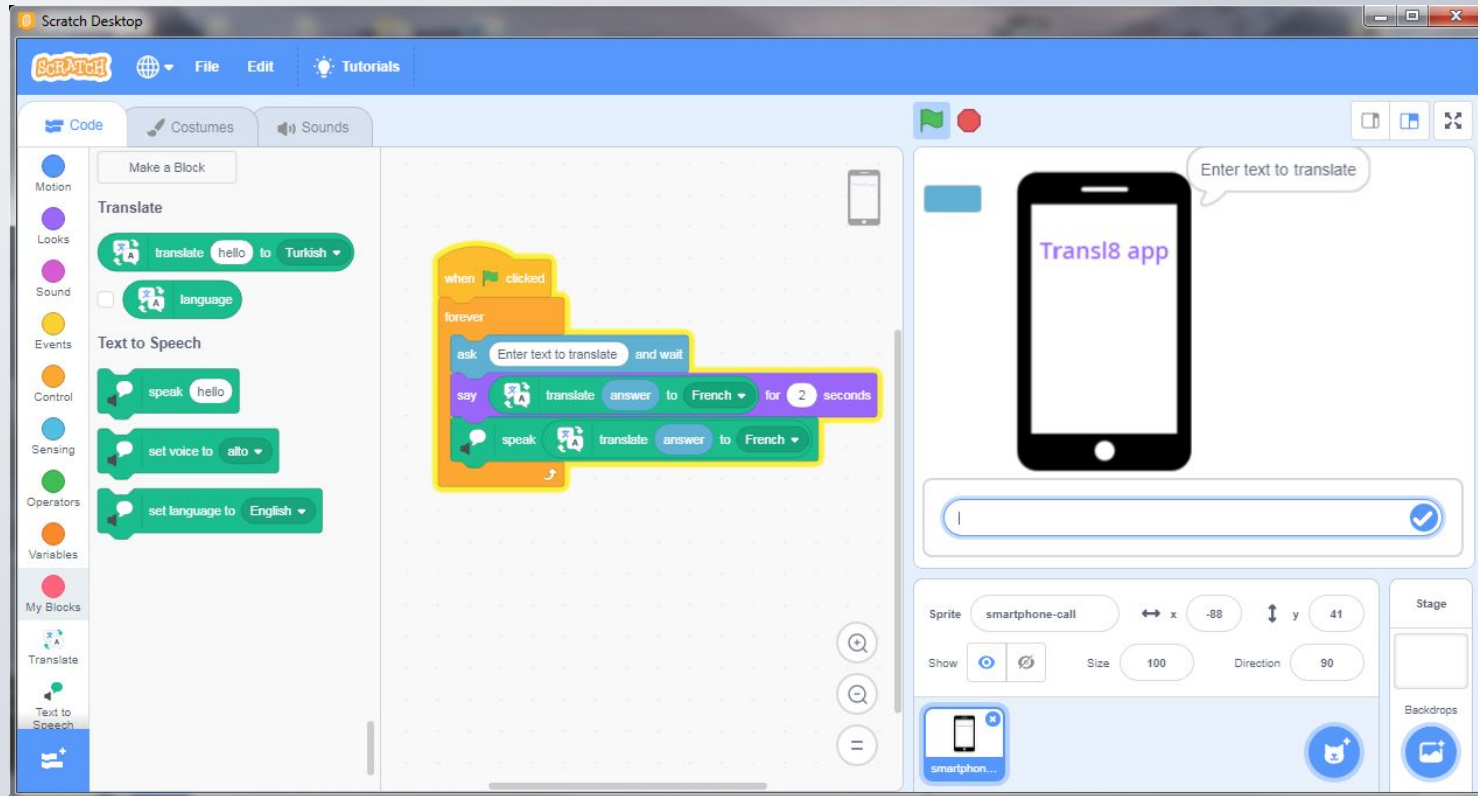 Scratch Desktop
SCRATCH File Edit Tutorials
Code Costumes Sounds
Motion
Looks
Sound
Events
Control
Sensing
Operators
Variables
My Blocks
Translate
Text to Speech
Make a Block
Translate
translate hello to Turkish
language
Text to Speech
speak hello
set voice to alto
set language to English
when clicked
forever
ask Enter text to translate and wait
say translate answer to French for 2 seconds
speak translate answer to French
Enter text to translate
Transl8 app
Sprite smartphone-call x -88 y 41
Show Size 100 Direction 90
smartphon...
Stage
Backdrops